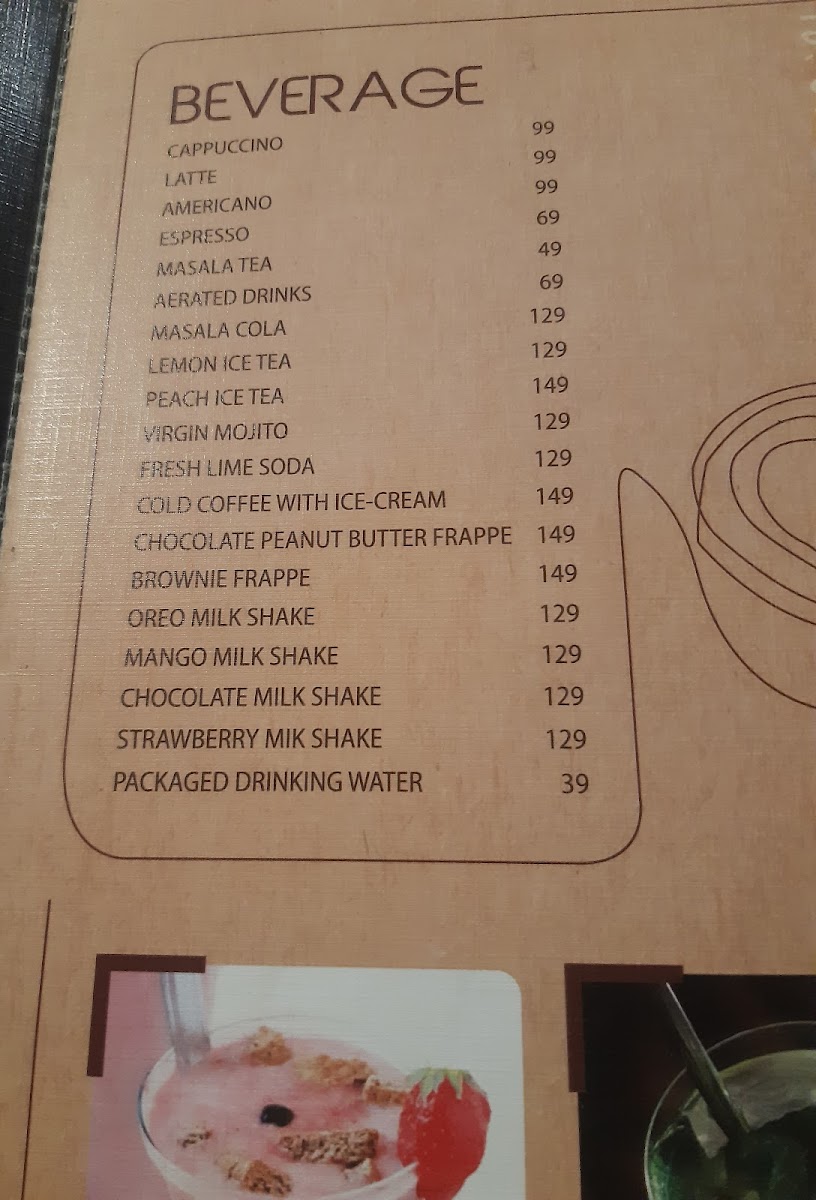 BEVERAGE
CAPPUCCINO 99
LATTE 99
AMERICANO 99
ESPRESSO 69
MASALA TEA 49
AERATED DRINKS 69
MASALA COLA 129
LEMON ICE TEA 129
PEACH ICE TEA 149
VIRGIN MOJITO 129
FRESH LIME SODA 129
COLD COFFEE WITH ICE-CREAM 149
CHOCOLATE PEANUT BUTTER FRAPPE 149
BROWNIE FRAPPE 149
OREO MILK SHAKE 129
MANGO MILK SHAKE 129
CHOCOLATE MILK SHAKE 129
STRAWBERRY MIK SHAKE 129
PACKAGED DRINKING WATER 39